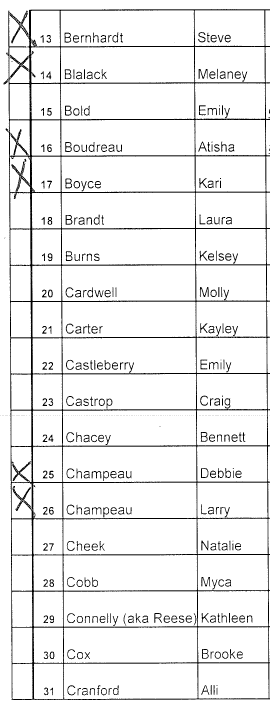 X 13 Bernhardt Steve
X 14 Blalack Melaney
15 Bold Emily
X 16 Boudreau Atisha
X 17 Boyce Kari
18 Brandt Laura
19 Burns Kelsey
20 Cardwell Molly
21 Carter Kayley
22 Castleberry Emily
23 Castrop Craig
24 Chacey Bennett
X 25 Champeau Debbie
X 26 Champeau Larry
27 Cheek Natalie
28 Cobb Myca
29 Connelly (aka Reese) Kathleen
30 Cox Brooke
31 Cranford Alli